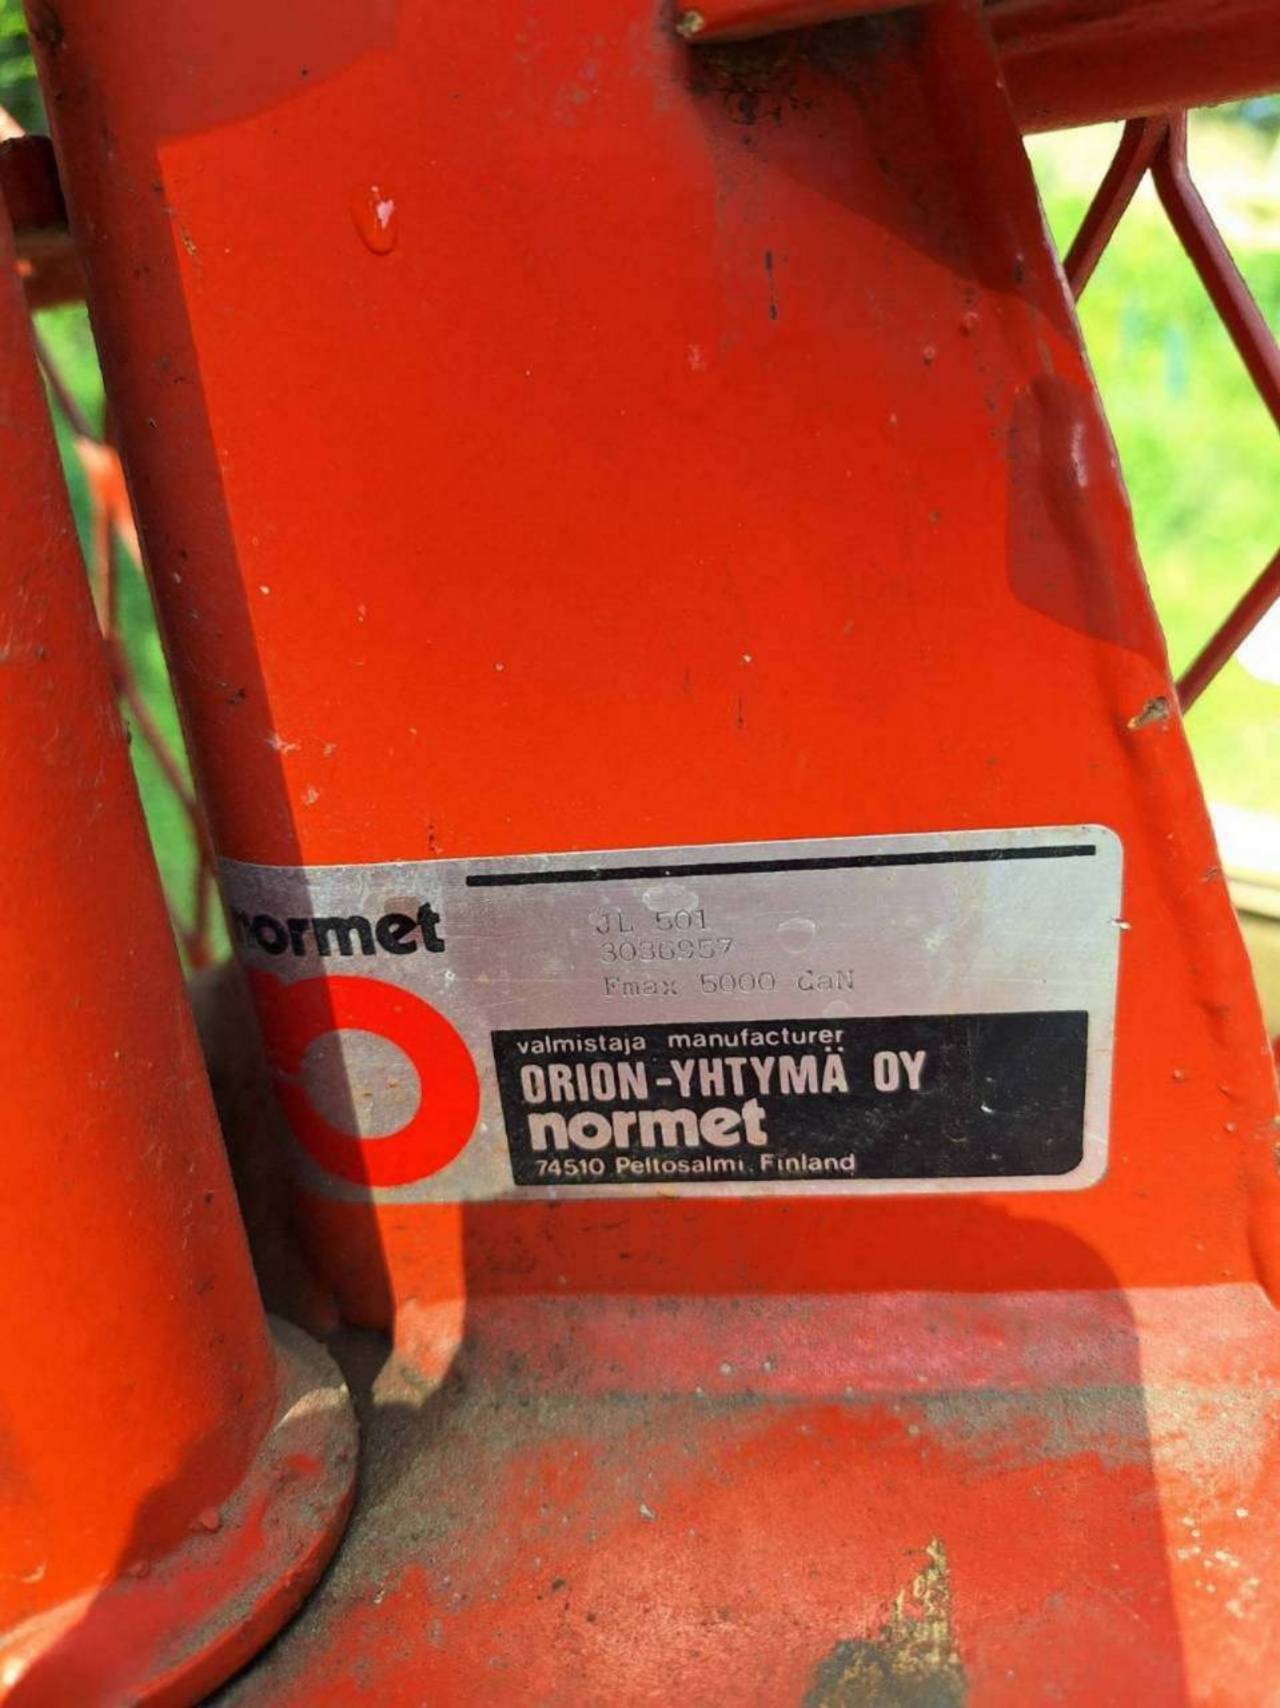 normet
JL 501
3036957
Fmax 5000 daN
valmistaja manufacturer
ORION-YHTYMÄ OY
normet
74510 Peltosalmi. Finland